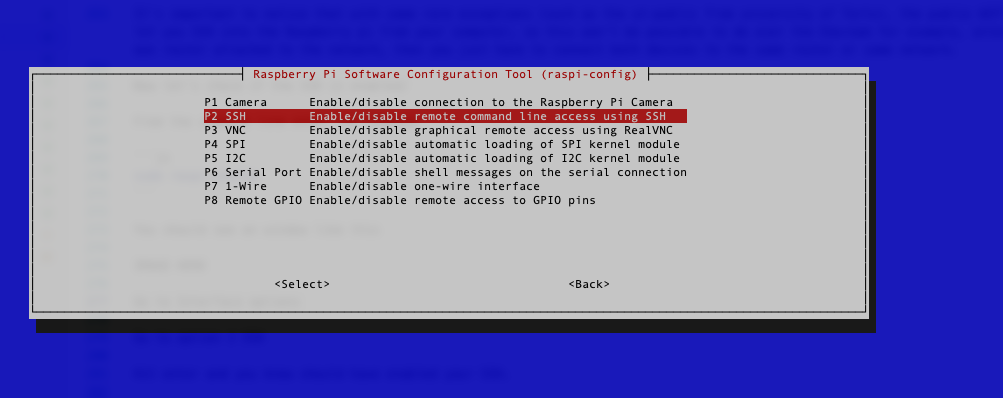 Raspberry Pi Software Configuration Tool (raspi-config)
P1 Camera Enable/disable connection to the Raspberry Pi Camera
P2 SSH Enable/disable remote command line access using SSH
P3 VNC Enable/disable graphical remote access using RealVNC
P4 SPI Enable/disable automatic loading of SPI kernel module
P5 I2C Enable/disable automatic loading of I2C kernel module
P6 Serial Port Enable/disable shell messages on the serial connection
P7 1-Wire Enable/disable one-wire interface
P8 Remote GPIO Enable/disable remote access to GPIO pins
<Select> <Back>